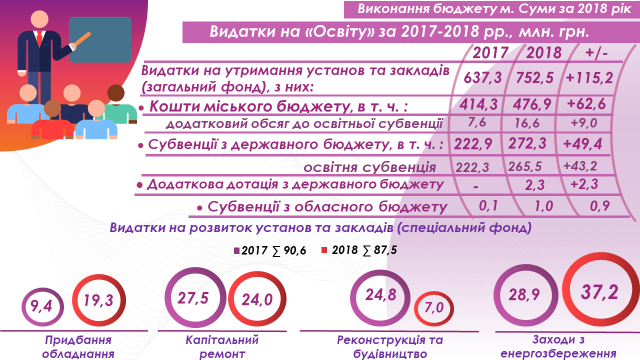 Виконання бюджету м. Суми за 2018 рік
Видатки на «Освіту» за 2017-2018 рр., млн. грн.
2017 2018 +/-
Видатки на утримання установ та закладів
(загальний фонд), з них: 637,3 752,5 +115,2
• Кошти міського бюджету, в т. ч. : 414,3 476,9 +62,6
додатковий обсяг до освітньої субвенції 7,6 16,6 +9,0
• Субвенції з державного бюджету, в т. ч. : 222,9 272,3 +49,4
освітня субвенція 222,3 265,5 +43,2
• Додаткова дотація з державного бюджету - 2,3 +2,3
• Субвенції з обласного бюджету 0,1 1,0 0,9
Видатки на розвиток установ та закладів (спеціальний фонд)
2017 ∑ 90,6 2018 ∑ 87,5
9,4 19,3
Придбання
обладнання
27,5 24,0
Капітальний
ремонт
24,8 7,0
Реконструкція та
будівництво
28,9 37,2
Заходи з
енергозбереження